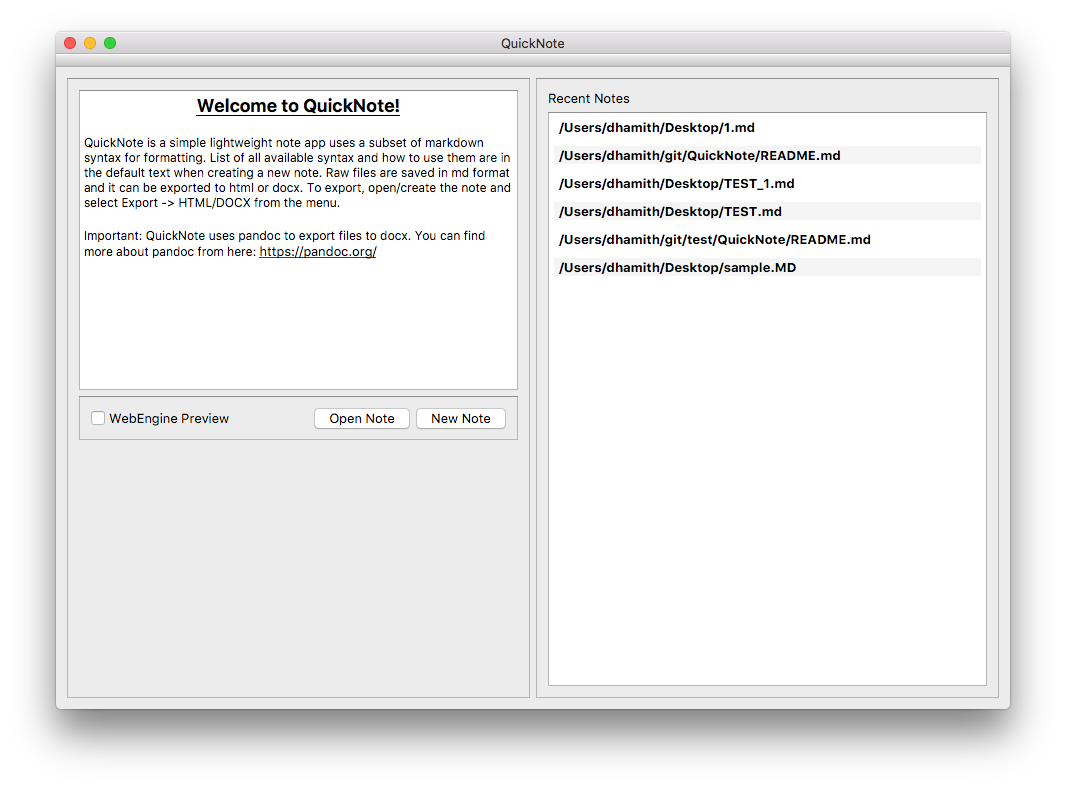 QuickNote
Welcome to QuickNote!
QuickNote is a simple lightweight note app uses a subset of markdown
syntax for formatting. List of all available syntax and how to use them are in
the default text when creating a new note. Raw files are saved in md format
and it can be exported to html or docx. To export, open/create the note and
select Export -> HTML/DOCX from the menu.
Important: QuickNote uses pandoc to export files to docx. You can find
more about pandoc from here: https://pandoc.org/
WebEngine Preview
Open Note
New Note
Recent Notes
/Users/dhamith/Desktop/1.md
/Users/dhamith/git/QuickNote/README.md
/Users/dhamith/Desktop/TEST_1.md
/Users/dhamith/Desktop/TEST.md
/Users/dhamith/git/test/QuickNote/README.md
/Users/dhamith/Desktop/sample.MD